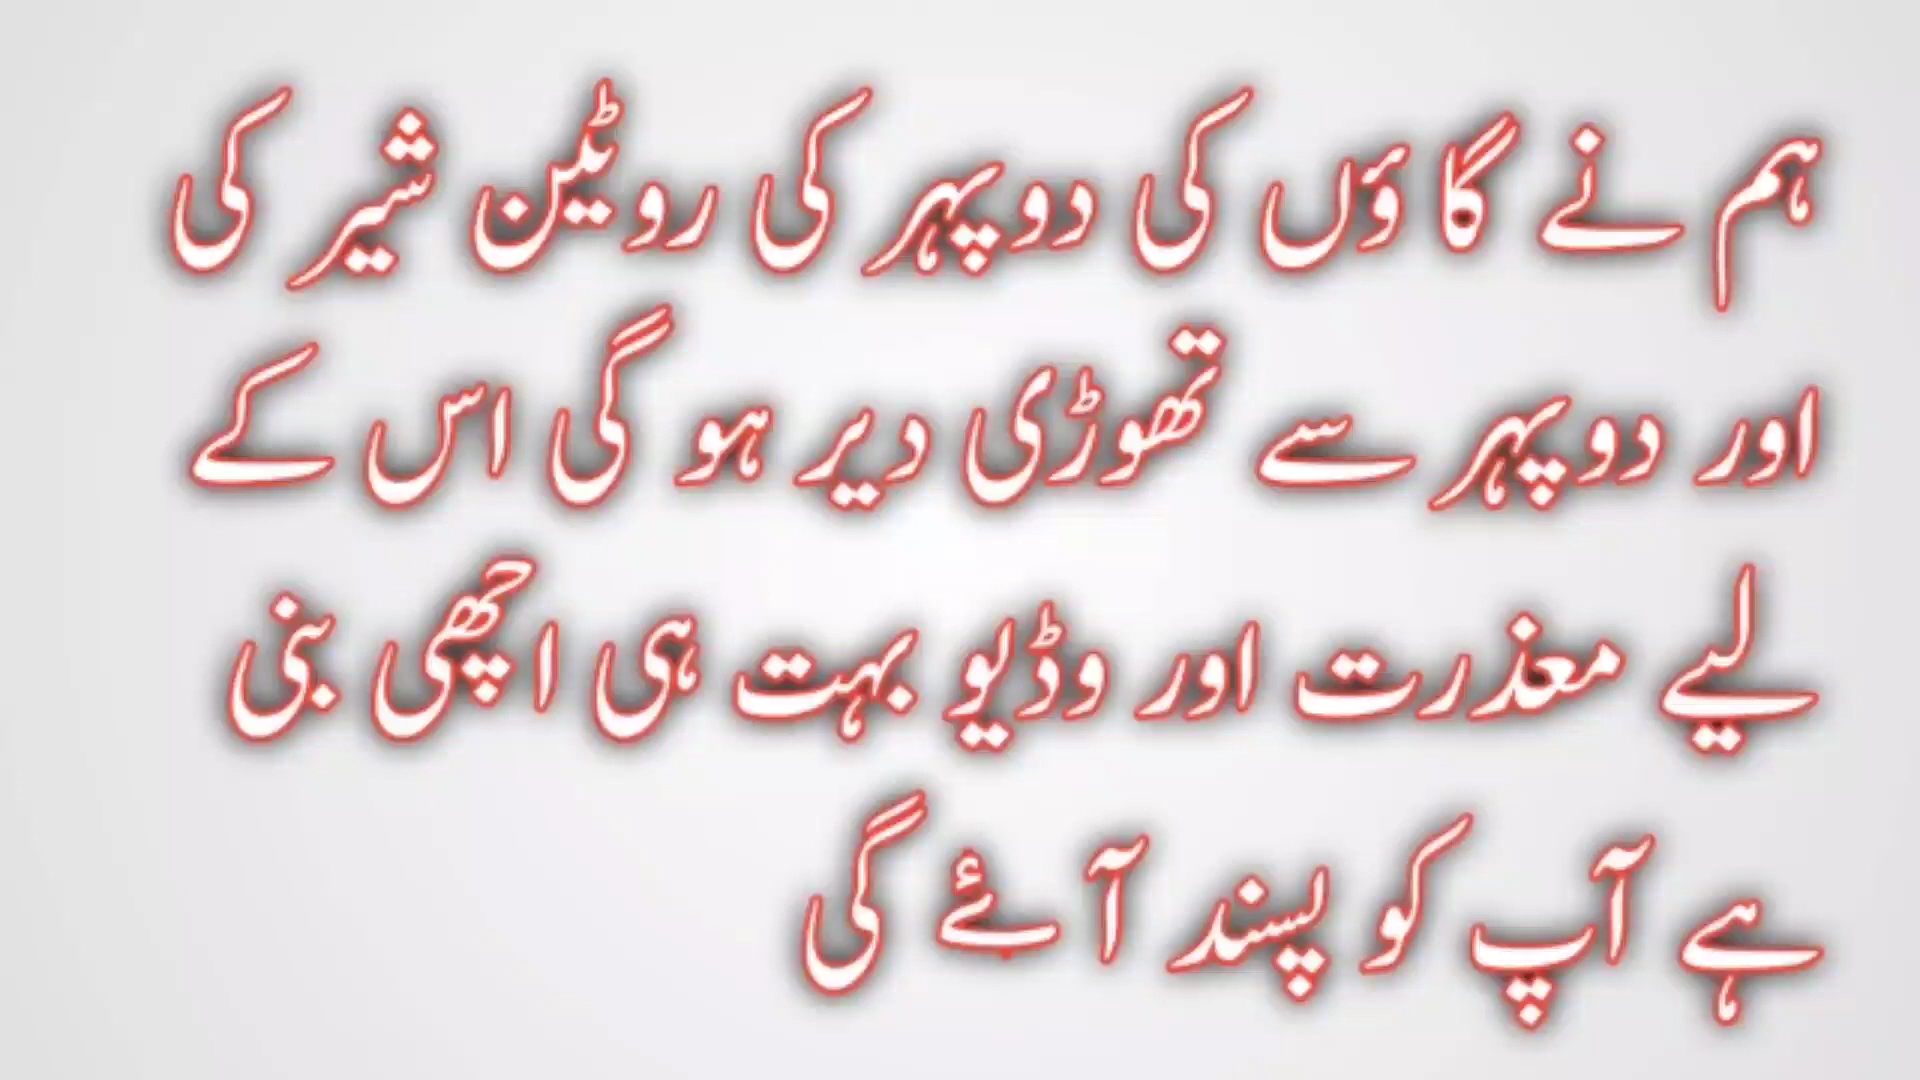 ہم نے گاؤں کی دوپہر کی روٹین شیر کی
اور دوپہر سے تھوڑی دیر ہو گی اس کے
لیے معذرت اور وڈیو بہت ہی اچھی بنی
ہے آپ کو پسند آئے گی